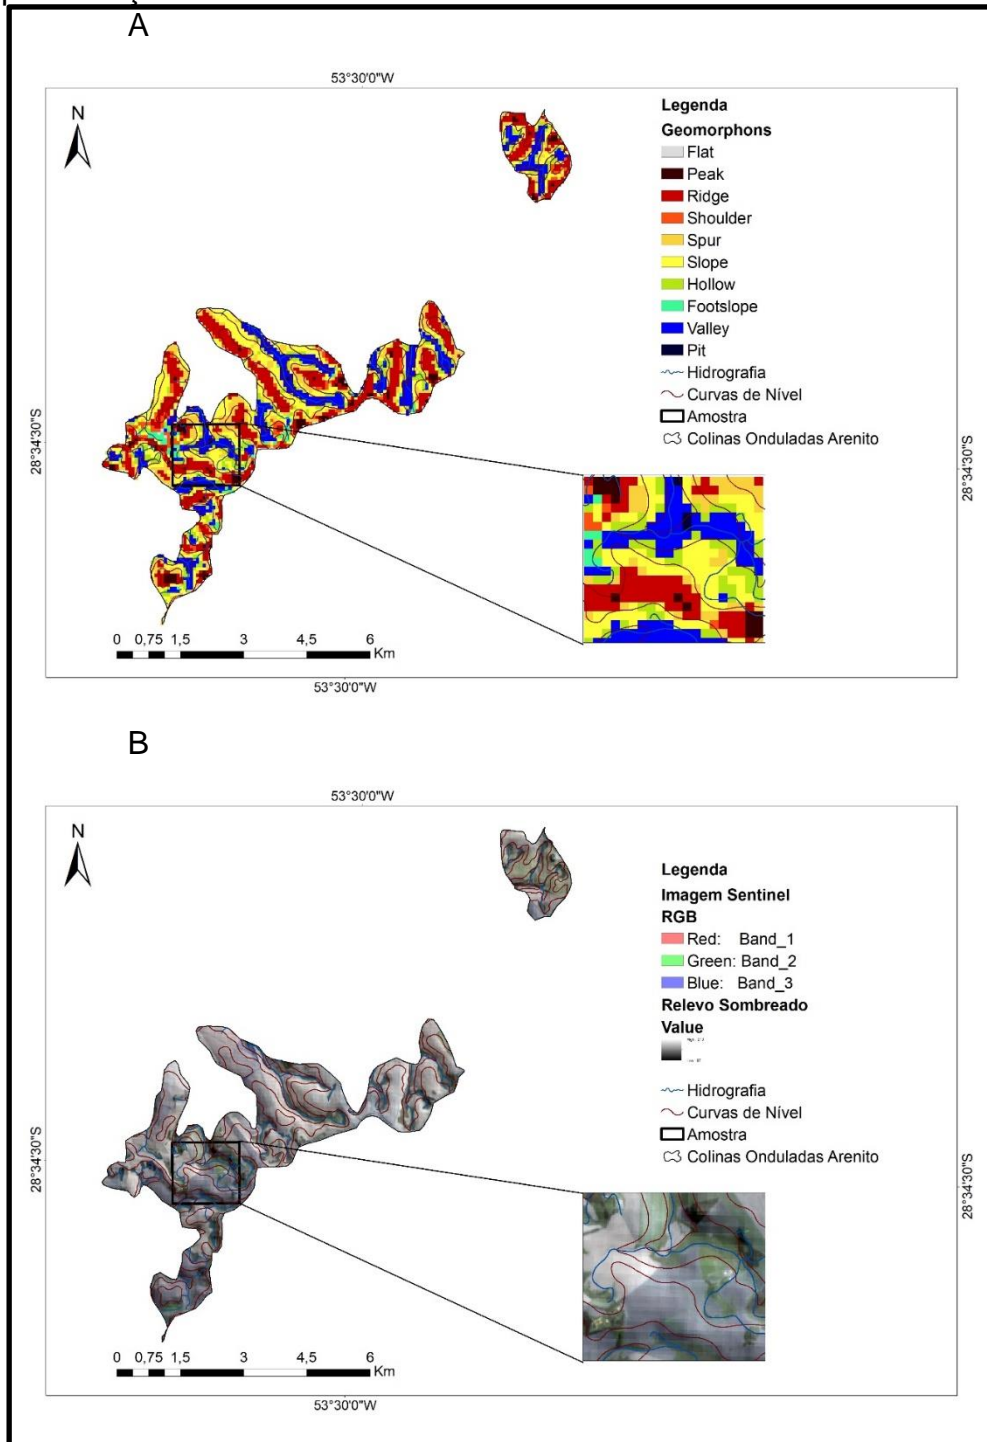 A
53°30'0"W
N
Legenda
Geomorphons
Flat
Peak
Ridge
Shoulder
Spur
Slope
Hollow
Footslope
Valley
Pit
Hidrografia
Curvas de Nível
Amostra
Colinas Onduladas Arenito
28°34'30"S
28°34'30"S
0 0,75 1,5 3 4,5 6
Km
53°30'0"W
B
53°30'0"W
N
Legenda
Imagem Sentinel
RGB
Red: Band_1
Green: Band_2
Blue: Band_3
Relevo Sombreado
Value
Hidrografia
Curvas de Nível
Amostra
Colinas Onduladas Arenito
28°34'30"S
28°34'30"S
0 0,75 1,5 3 4,5 6
Km
53°30'0"W